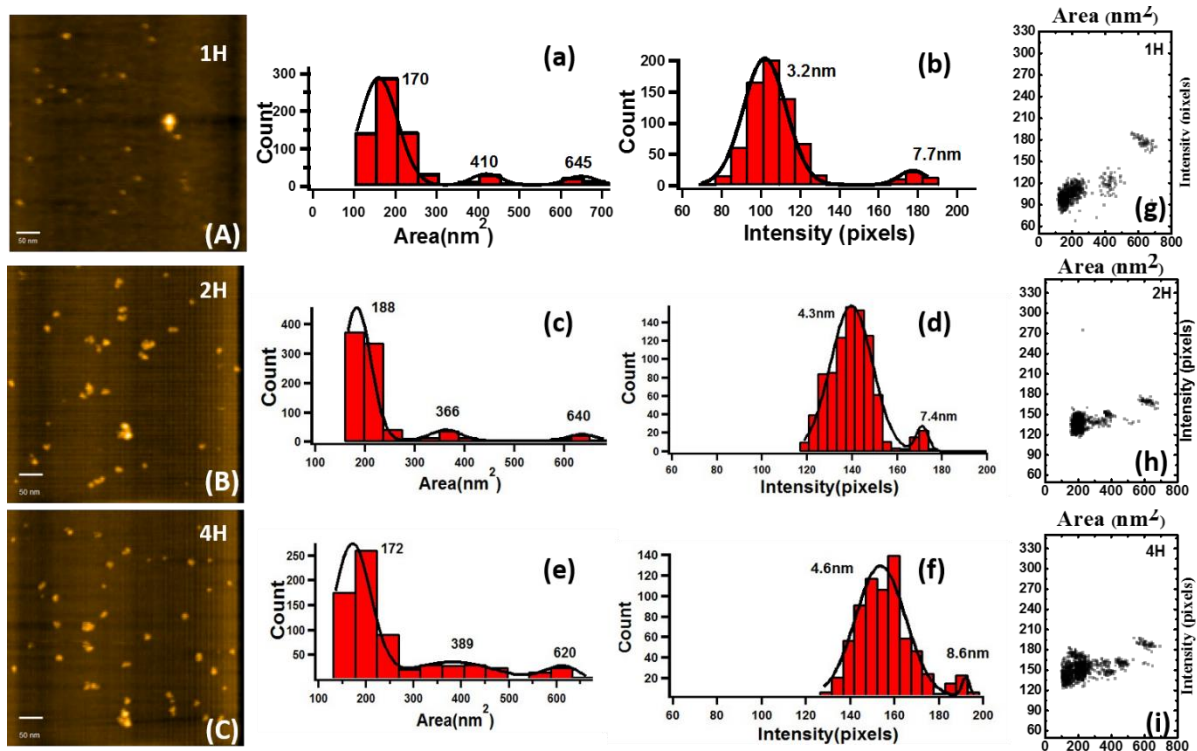 1H
50 nm
(A)
(a)
300
200
100
0
Count
170
410
645
0 100 200 300 400 500 600 700
Area(nm²)
(b)
200
150
100
50
0
Count
3.2nm
7.7nm
60 80 100 120 140 160 180 200
Intensity (pixels)
Area (nm²)
330
300
270
240
210
180
150
120
90
60
1H
(g)
0 200 400 600 800
Intensity (pixels)
2H
50 nm
(B)
(c)
400
300
200
100
0
Count
188
366
640
100 200 300 400 500 600
Area(nm²)
(d)
160
140
120
100
80
60
40
20
0
Count
4.3nm
7.4nm
60 80 100 120 140 160 180 200
Intensity(pixels)
Area (nm²)
330
300
270
240
210
180
150
120
90
60
2H
(h)
0 200 400 600 800
Intensity (pixels)
4H
50 nm
(C)
(e)
250
200
150
100
50
Count
172
389
620
100 200 300 400 500 600
Area(nm²)
(f)
140
120
100
80
60
40
20
Count
4.6nm
8.6nm
60 80 100 120 140 160 180 200
Intensity(pixels)
Area (nm²)
330
300
270
240
210
180
150
120
90
60
4H
(i)
0 200 400 600 800
Intensity (pixels)